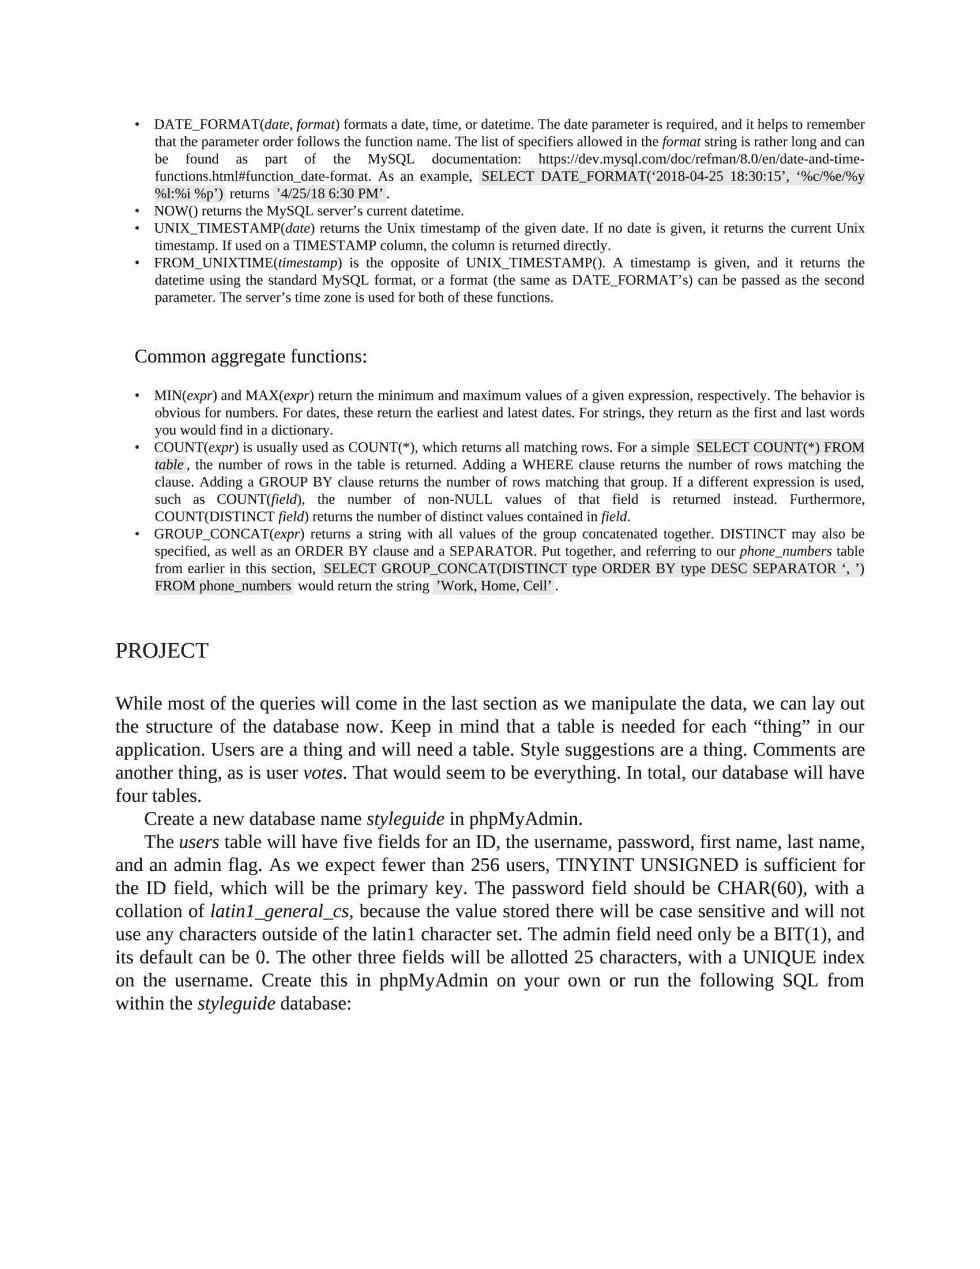 • DATE_FORMAT(date, format) formats a date, time, or datetime. The date parameter is required, and it helps to remember
that the parameter order follows the function name. The list of specifiers allowed in the format string is rather long and can
be found as part of the MySQL documentation: https://dev.mysql.com/doc/refman/8.0/en/date-and-time-
functions.html#function_date-format. As an example, SELECT DATE_FORMAT(‘2018-04-25 18:30:15’, ‘%c/%e/%y
%l:%i %p’) returns ’4/25/18 6:30 PM’ .
• NOW() returns the MySQL server’s current datetime.
• UNIX_TIMESTAMP(date) returns the Unix timestamp of the given date. If no date is given, it returns the current Unix
timestamp. If used on a TIMESTAMP column, the column is returned directly.
• FROM_UNIXTIME(timestamp) is the opposite of UNIX_TIMESTAMP(). A timestamp is given, and it returns the
datetime using the standard MySQL format, or a format (the same as DATE_FORMAT’s) can be passed as the second
parameter. The server’s time zone is used for both of these functions.
Common aggregate functions:
• MIN(expr) and MAX(expr) return the minimum and maximum values of a given expression, respectively. The behavior is
obvious for numbers. For dates, these return the earliest and latest dates. For strings, they return as the first and last words
you would find in a dictionary.
• COUNT(expr) is usually used as COUNT(*), which returns all matching rows. For a simple SELECT COUNT(*) FROM
table , the number of rows in the table is returned. Adding a WHERE clause returns the number of rows matching the
clause. Adding a GROUP BY clause returns the number of rows matching that group. If a different expression is used,
such as COUNT(field), the number of non-NULL values of that field is returned instead. Furthermore,
COUNT(DISTINCT field) returns the number of distinct values contained in field.
• GROUP_CONCAT(expr) returns a string with all values of the group concatenated together. DISTINCT may also be
specified, as well as an ORDER BY clause and a SEPARATOR. Put together, and referring to our phone_numbers table
from earlier in this section, SELECT GROUP_CONCAT(DISTINCT type ORDER BY type DESC SEPARATOR ‘, ’)
FROM phone_numbers would return the string ’Work, Home, Cell’ .
PROJECT
While most of the queries will come in the last section as we manipulate the data, we can lay out
the structure of the database now. Keep in mind that a table is needed for each “thing” in our
application. Users are a thing and will need a table. Style suggestions are a thing. Comments are
another thing, as is user votes. That would seem to be everything. In total, our database will have
four tables.
Create a new database name styleguide in phpMyAdmin.
The users table will have five fields for an ID, the username, password, first name, last name,
and an admin flag. As we expect fewer than 256 users, TINYINT UNSIGNED is sufficient for
the ID field, which will be the primary key. The password field should be CHAR(60), with a
collation of latin1_general_cs, because the value stored there will be case sensitive and will not
use any characters outside of the latin1 character set. The admin field need only be a BIT(1), and
its default can be 0. The other three fields will be allotted 25 characters, with a UNIQUE index
on the username. Create this in phpMyAdmin on your own or run the following SQL from
within the styleguide database: